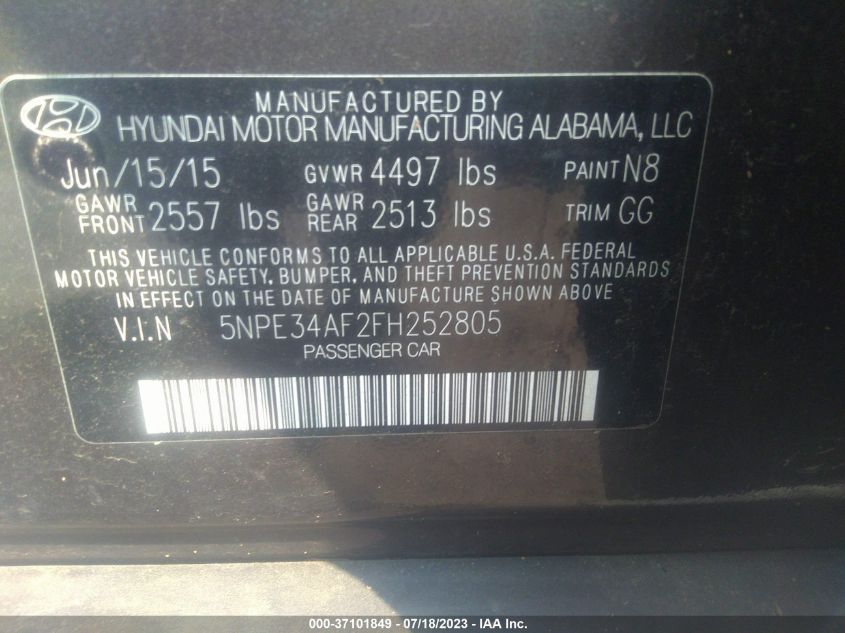 MANUFACTURED BY
HYUNDAI MOTOR MANUFACTURING ALABAMA, LLC
Jun/15/15 GVWR 4497 lbs PAINT N8
GAWR FRONT 2557 lbs GAWR REAR 2513 lbs TRIM GG
THIS VEHICLE CONFORMS TO ALL APPLICABLE U.S.A. FEDERAL
MOTOR VEHICLE SAFETY, BUMPER, AND THEFT PREVENTION STANDARDS
IN EFFECT ON THE DATE OF MANUFACTURE SHOWN ABOVE
V.I.N 5NPE34AF2FH252805
PASSENGER CAR
000-37101849 - 07/18/2023 - IAA Inc.